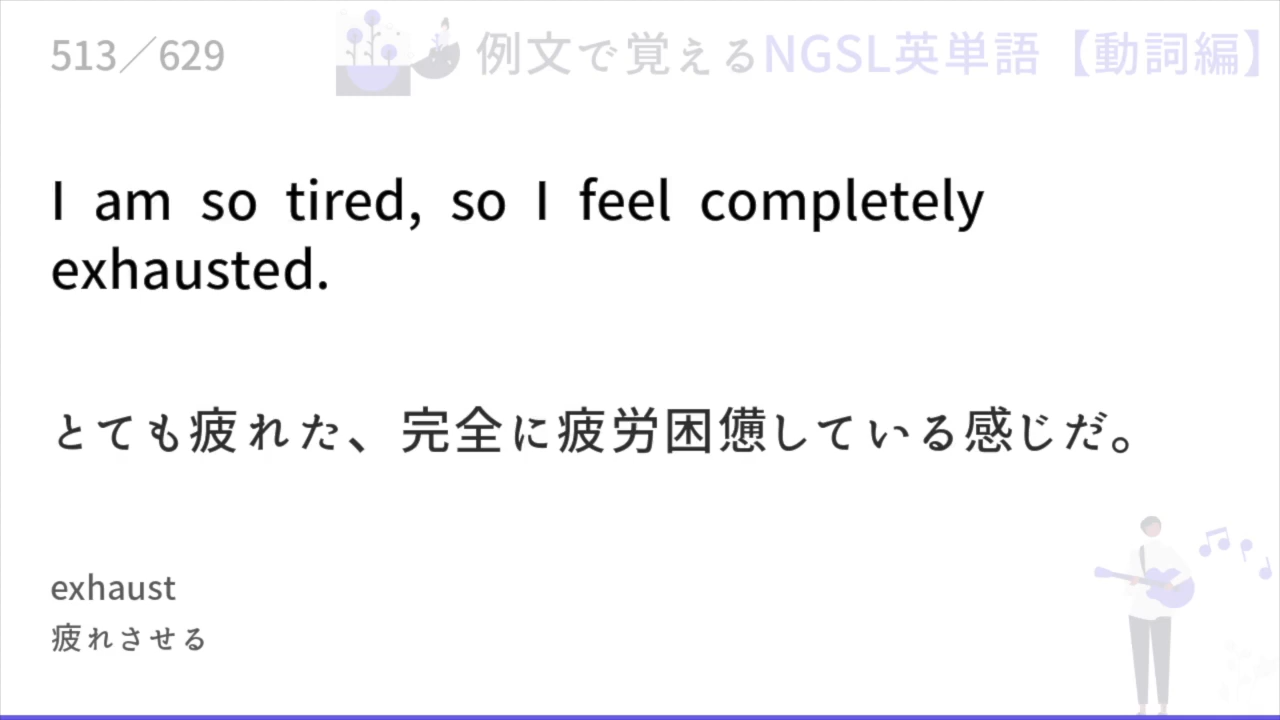 513／629
例文で覚えるNGSL英単語【動詞編】
I am so tired, so I feel completely
exhausted.
とても疲れた、完全に疲労困憊している感じだ。
exhaust
疲れさせる